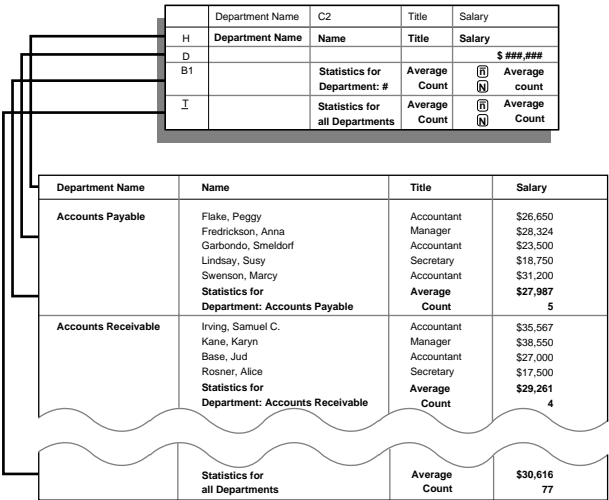 Department Name C2 Title Salary
H Department Name Name Title Salary
D $ ###,###
B1 Statistics for Average n Average
Department: # Count N count
T Statistics for Average n Average
all Departments Count N Count
Department Name Name Title Salary
Accounts Payable Flake, Peggy Accountant $26,650
Fredrickson, Anna Manager $28,324
Garbondo, Smeldorf Accountant $23,500
Lindsay, Susy Secretary $18,750
Swenson, Marcy Accountant $31,200
Statistics for Average $27,987
Department: Accounts Payable Count 5
Accounts Receivable Irving, Samuel C. Accountant $35,567
Kane, Karyn Manager $38,550
Base, Jud Accountant $27,000
Rosner, Alice Secretary $17,500
Statistics for Average $29,261
Department: Accounts Receivable Count 4
Statistics for Average $30,616
all Departments Count 77